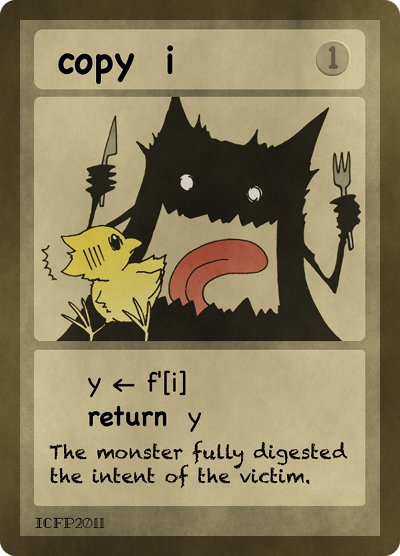 copy i
1
y ← f'[i]
return y
The monster fully digested
the intent of the victim.
ICFP2011